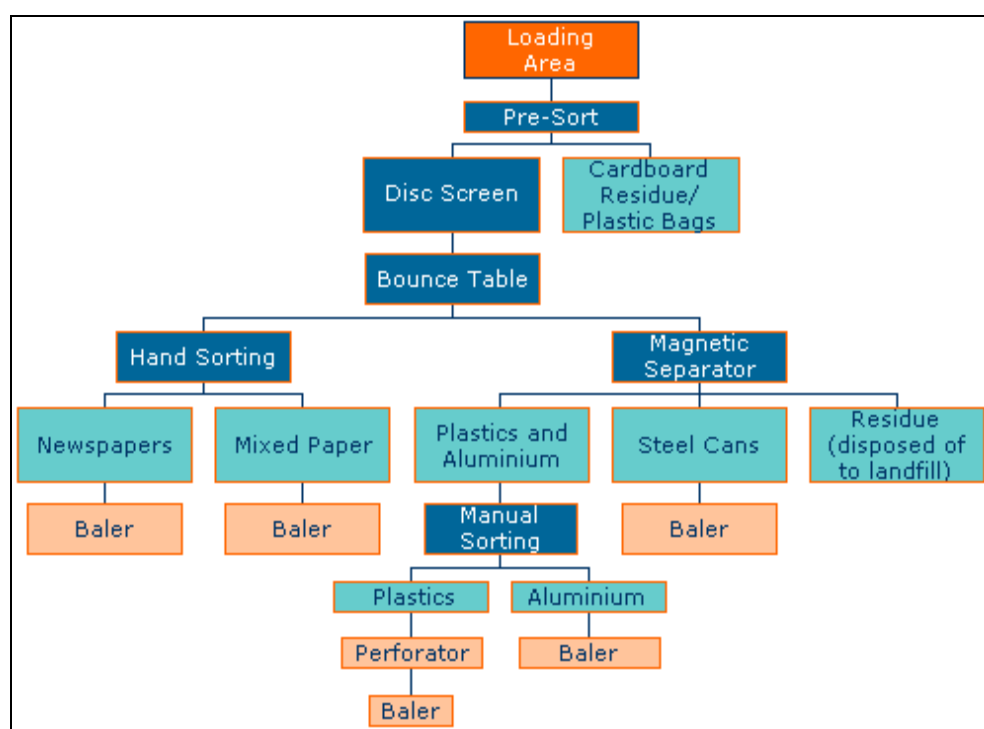 Loading
Area
Pre-Sort
Disc Screen
Cardboard
Residue/
Plastic Bags
Bounce Table
Hand Sorting
Magnetic
Separator
Newspapers
Mixed Paper
Plastics and
Aluminium
Steel Cans
Residue
(disposed of
to landfill)
Baler
Baler
Manual
Sorting
Baler
Plastics
Aluminium
Perforator
Baler
Baler